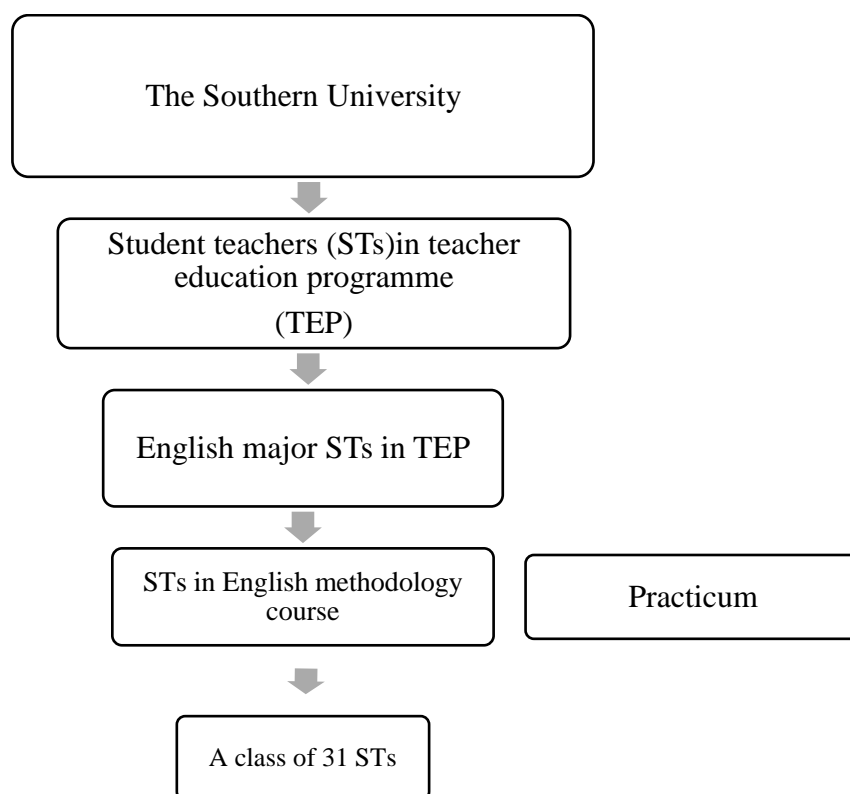 The Southern University
Student teachers (STs)in teacher
education programme
(TEP)
English major STs in TEP
STs in English methodology
course
Practicum
A class of 31 STs